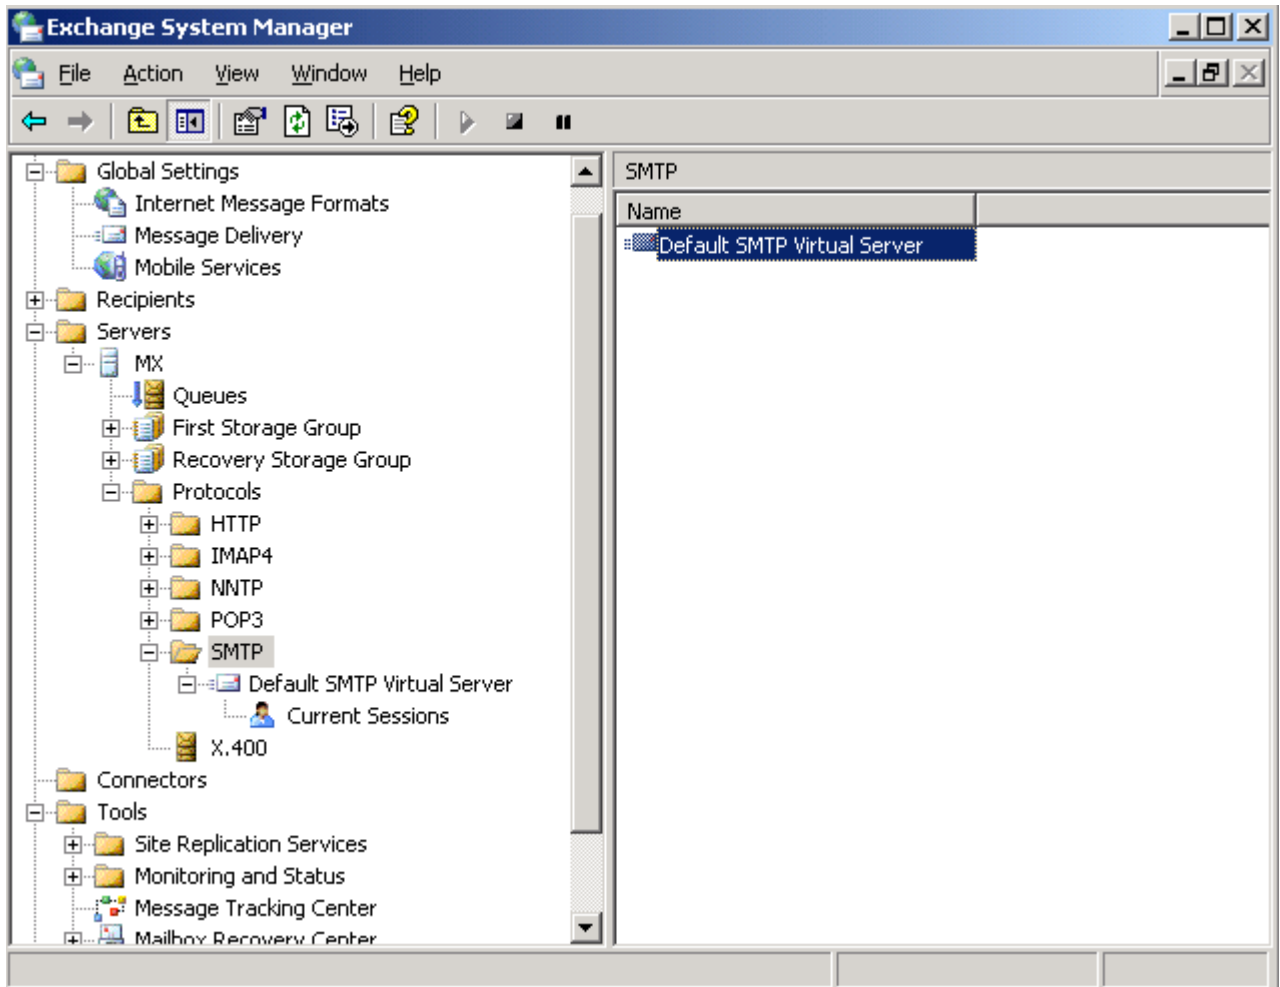 Exchange System Manager
File Action View Window Help
Global Settings
Internet Message Formats
Message Delivery
Mobile Services
Recipients
Servers
MX
Queues
First Storage Group
Recovery Storage Group
Protocols
HTTP
IMAP4
NNTP
POP3
SMTP
Default SMTP Virtual Server
Current Sessions
X.400
Connectors
Tools
Site Replication Services
Monitoring and Status
Message Tracking Center
Mailbox Recovery Center
SMTP
Name
Default SMTP Virtual Server